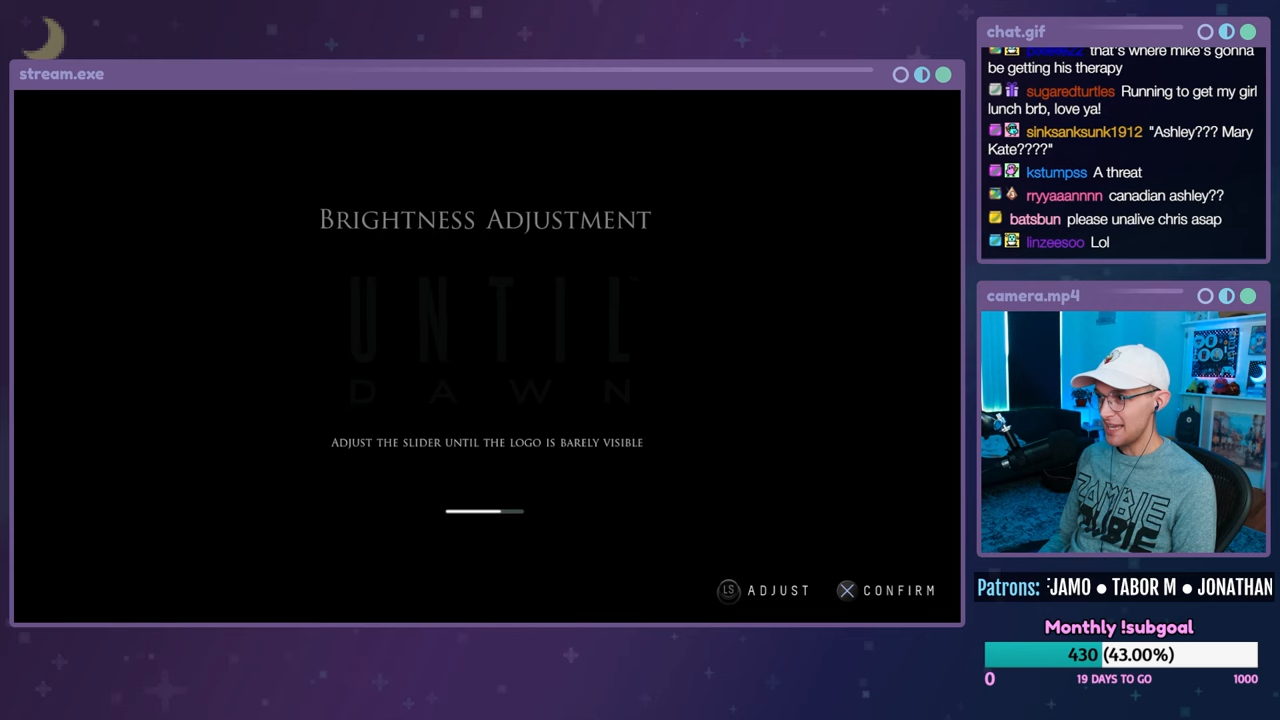 stream.exe
BRIGHTNESS ADJUSTMENT
UNTIL
DAWN
ADJUST THE SLIDER UNTIL THE LOGO IS BARELY VISIBLE
LS ADJUST
CONFIRM
chat.gif
that's where mike's gonna
be getting his therapy
sugaredturtles Running to get my girl
lunch brb, love ya!
sinksanksunk1912 "Ashley??? Mary
Kate????"
kstumpss A threat
rryyaaannnn canadian ashley??
batsbun please unalive chris asap
linzeesoo Lol
camera.mp4
ZOMBIE
Patrons: JAMO ● TABOR M ● JONATHAN
Monthly !subgoal
430 (43.00%)
0 19 DAYS TO GO 1000